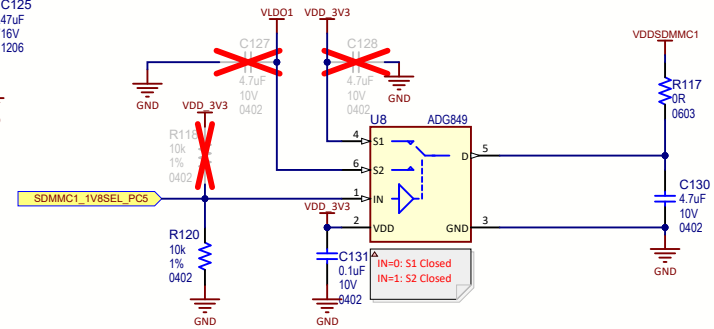 C125
47uF
16V
1206
VLDO1
VDD_3V3
C127
4.7uF
10V
0402
GND
C128
4.7uF
10V
0402
GND
VDDSDMMC1
R117
0R
0603
VDD_3V3
R118
10k
1%
0402
U8
ADG849
4
S1
6
S2
1
IN
2
VDD
D
5
GND
3
C130
4.7uF
10V
0402
GND
SDMMC1_1V8SEL_PC5
R120
10k
1%
0402
GND
VDD_3V3
C131
0.1uF
10V
0402
GND
IN=0: S1 Closed
IN=1: S2 Closed